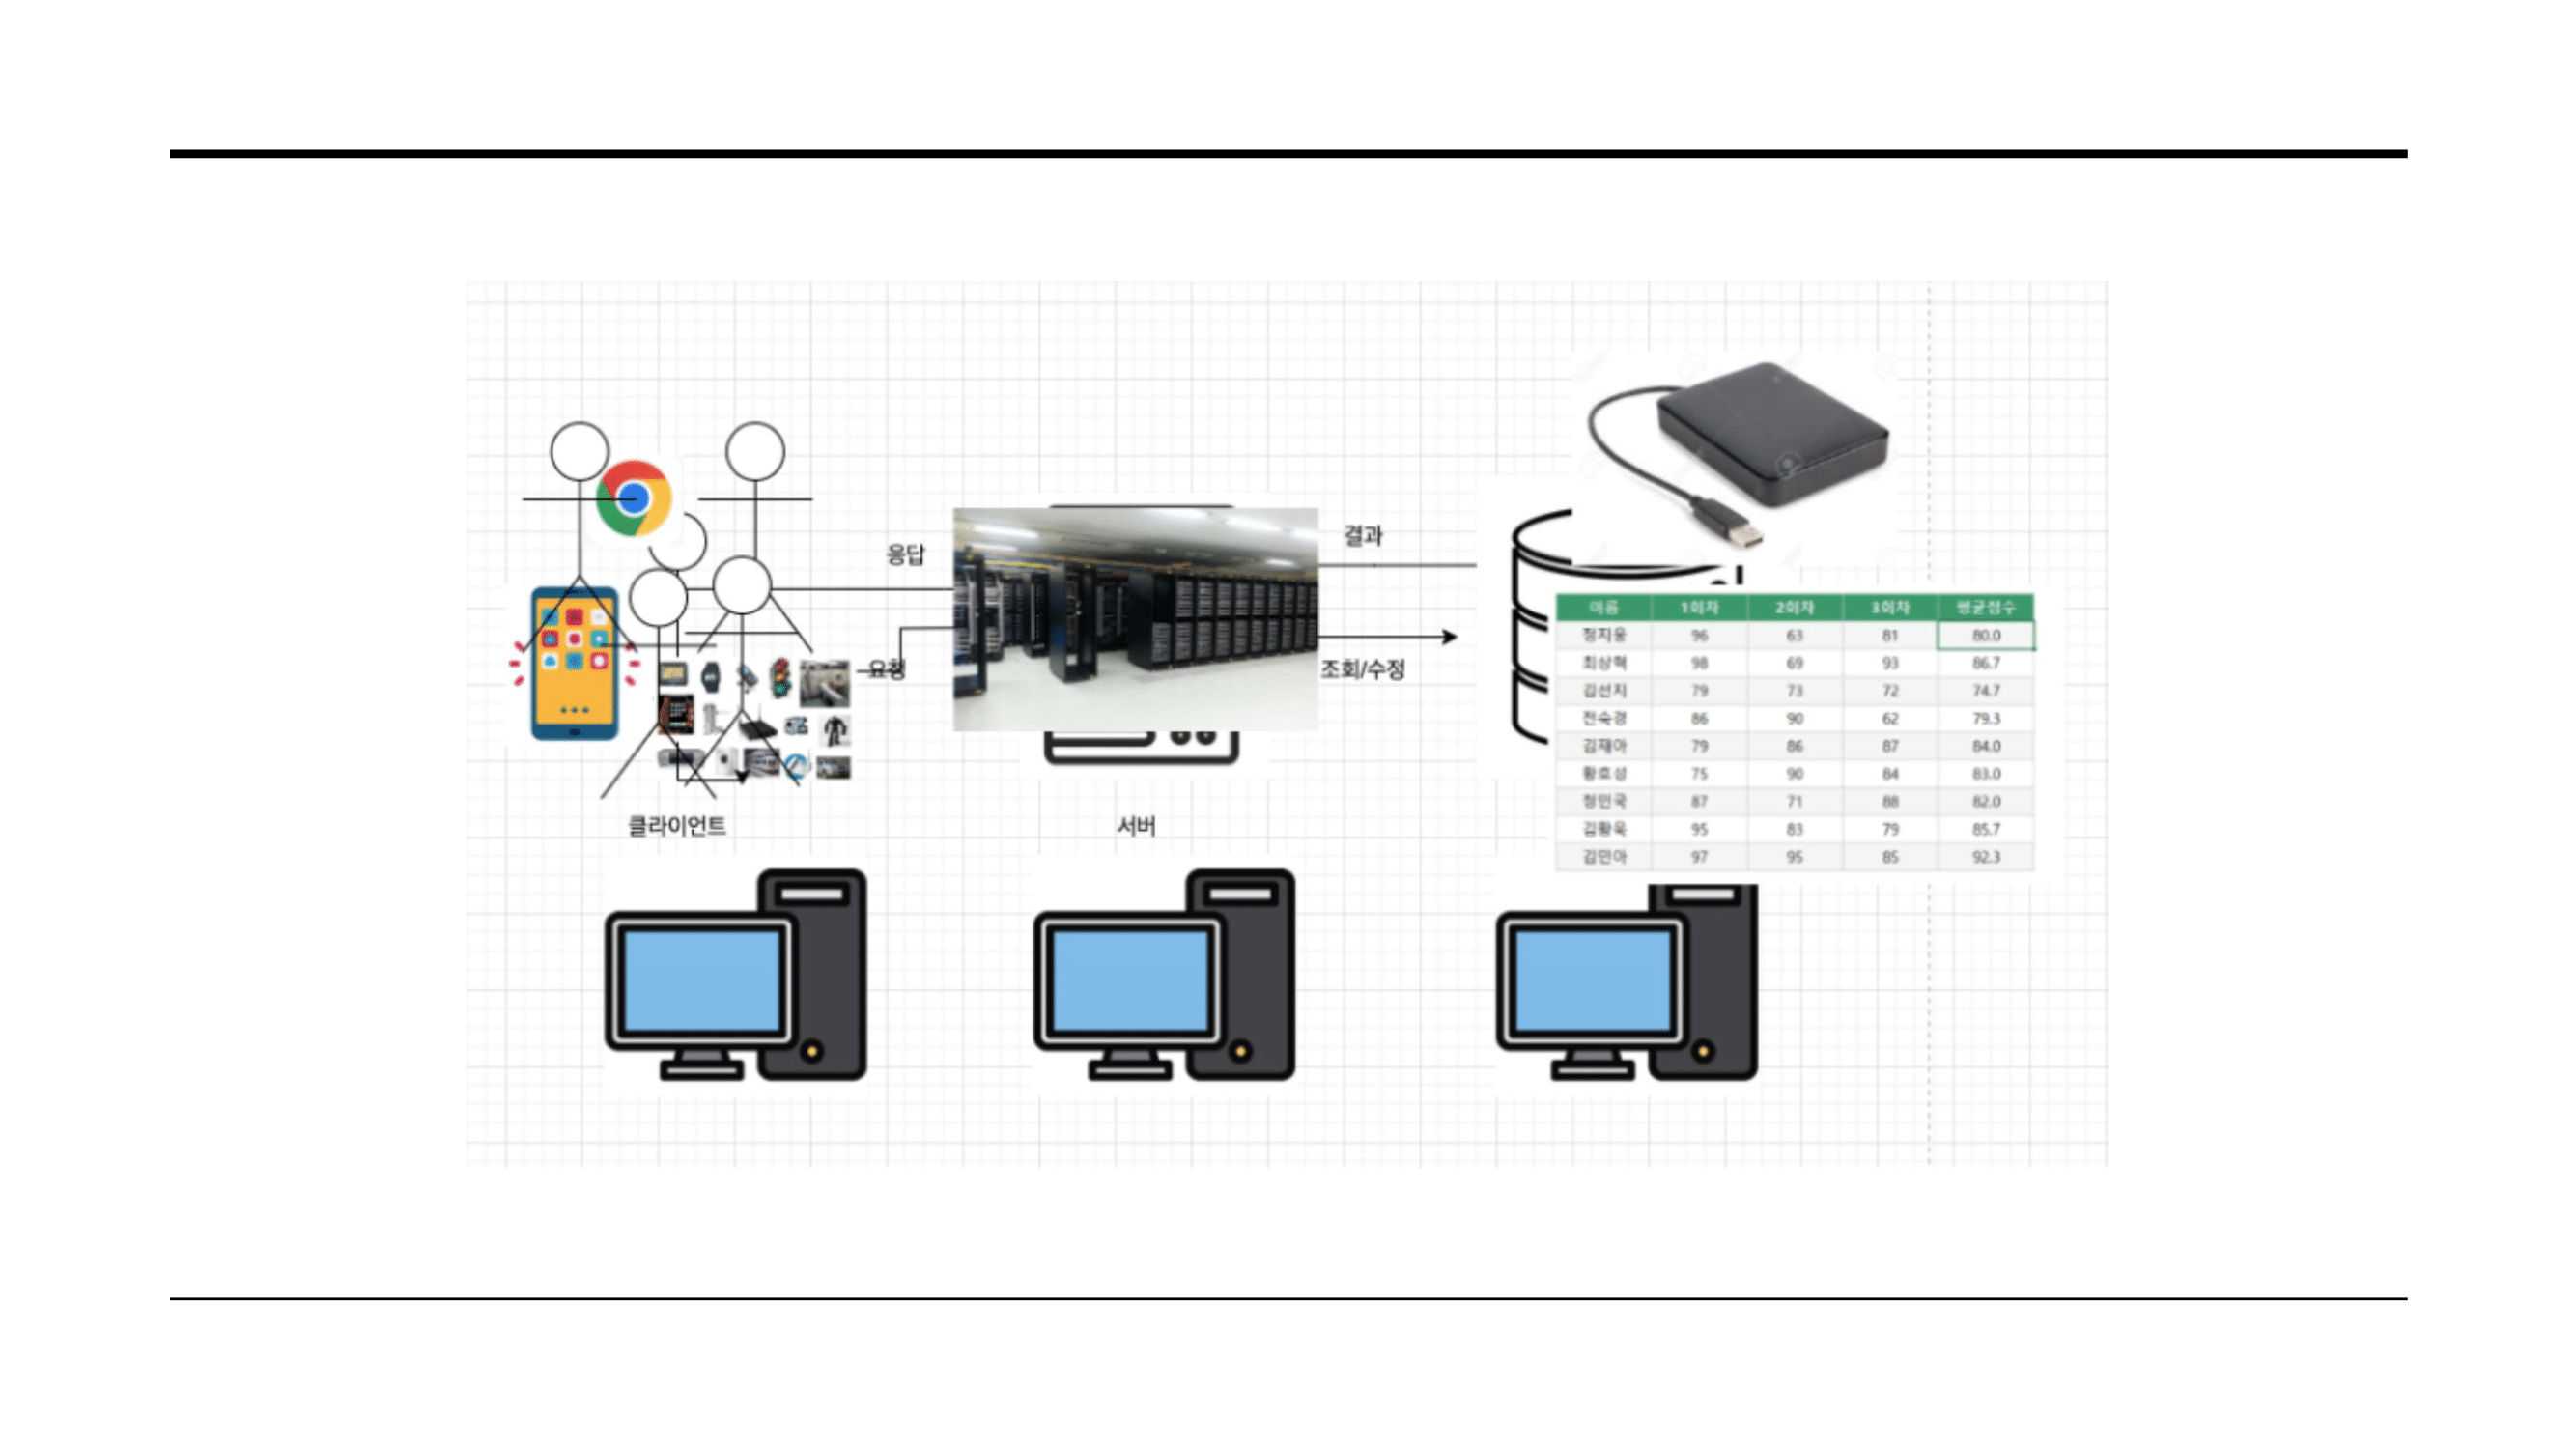 응답
결과
요청
조회/수정
클라이언트
서버
이름 1회차 2회차 3회차 평균점수
정지웅 96 63 81 80.0
최상혁 98 69 93 86.7
김선지 79 73 72 74.7
전숙경 86 90 62 79.3
김재아 79 86 87 84.0
황효성 75 90 84 83.0
정민국 87 71 88 82.0
김황욱 95 83 79 85.7
김민아 97 95 85 92.3